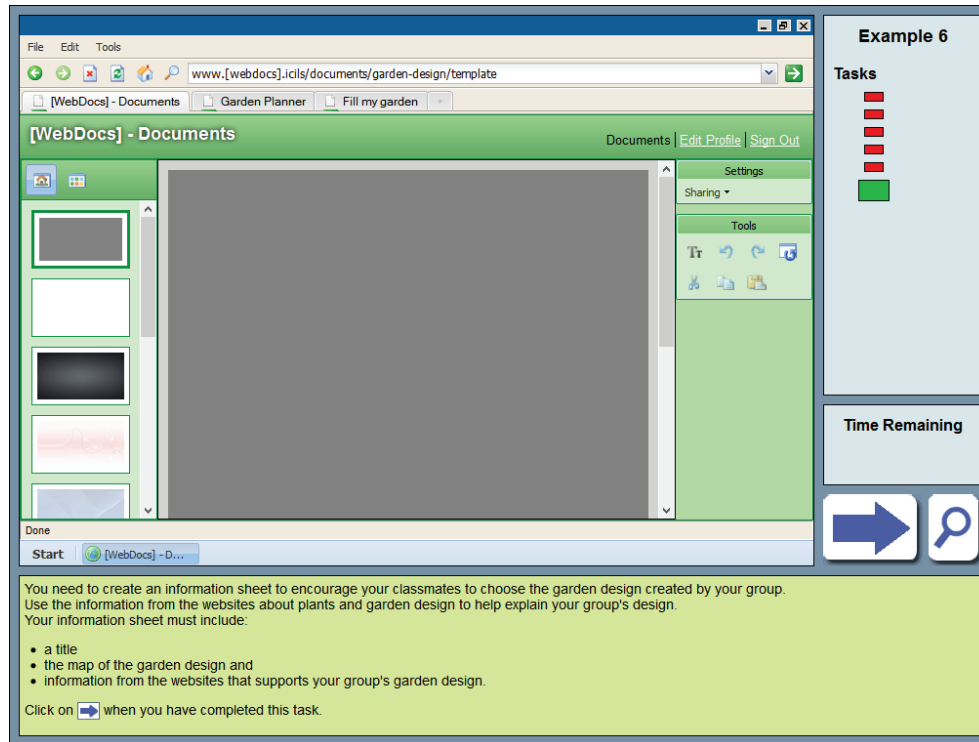 File Edit Tools
www.[webdocs].icils/documents/garden-design/template
[WebDocs] - Documents Garden Planner Fill my garden
[WebDocs] - Documents
Documents Edit Profile Sign Out
Settings
Sharing
Tools
Done
Start [WebDocs] - D...
Example 6
Tasks
Time Remaining
You need to create an information sheet to encourage your classmates to choose the garden design created by your group.
Use the information from the websites about plants and garden design to help explain your group's design.
Your information sheet must include:
• a title
• the map of the garden design and
• information from the websites that supports your group's garden design.
Click on when you have completed this task.